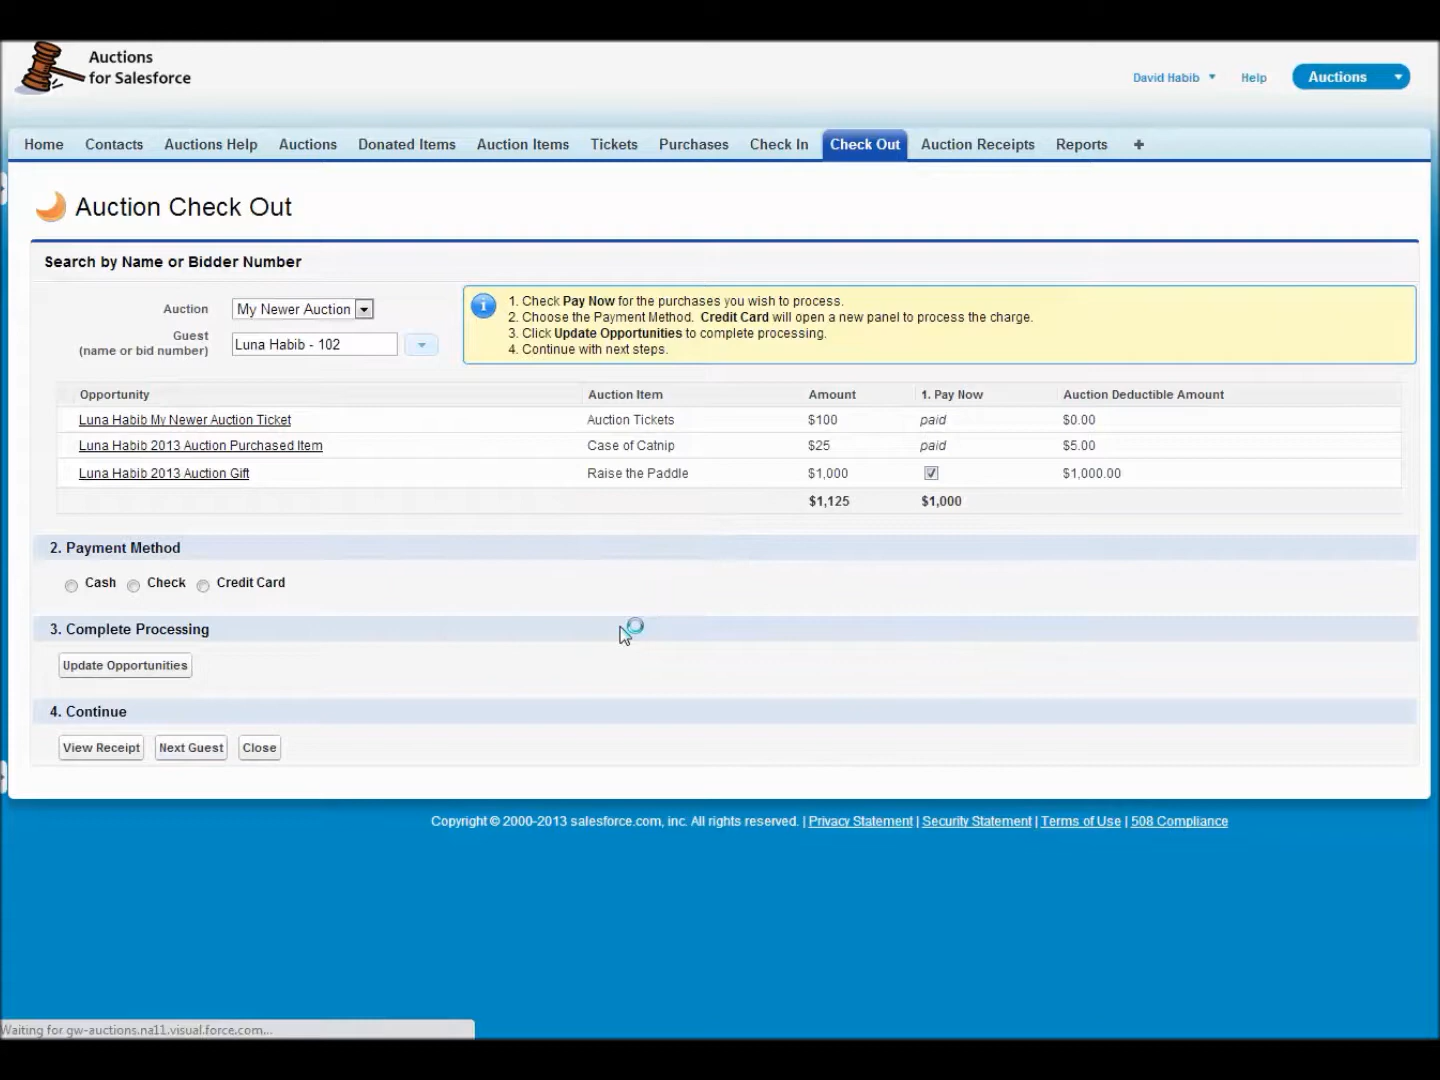 Auctions
for Salesforce
David Habib Help Auctions
Home Contacts Auctions Help Auctions Donated Items Auction Items Tickets Purchases Check In Check Out Auction Receipts Reports +
Auction Check Out
Search by Name or Bidder Number
Auction My Newer Auction
Guest
(name or bid number) Luna Habib - 102
1. Check Pay Now for the purchases you wish to process.
2. Choose the Payment Method. Credit Card will open a new panel to process the charge.
3. Click Update Opportunities to complete processing.
4. Continue with next steps.
Opportunity Auction Item Amount 1. Pay Now Auction Deductible Amount
Luna Habib My Newer Auction Ticket Auction Tickets $100 paid $0.00
Luna Habib 2013 Auction Purchased Item Case of Catnip $25 paid $5.00
Luna Habib 2013 Auction Gift Raise the Paddle $1,000 $1,000.00
$1,125 $1,000
2. Payment Method
Cash Check Credit Card
3. Complete Processing
Update Opportunities
4. Continue
View Receipt Next Guest Close
Copyright © 2000-2013 salesforce.com, inc. All rights reserved. | Privacy Statement | Security Statement | Terms of Use | 508 Compliance
Waiting for gw-auctions.na11.visual.force.com...